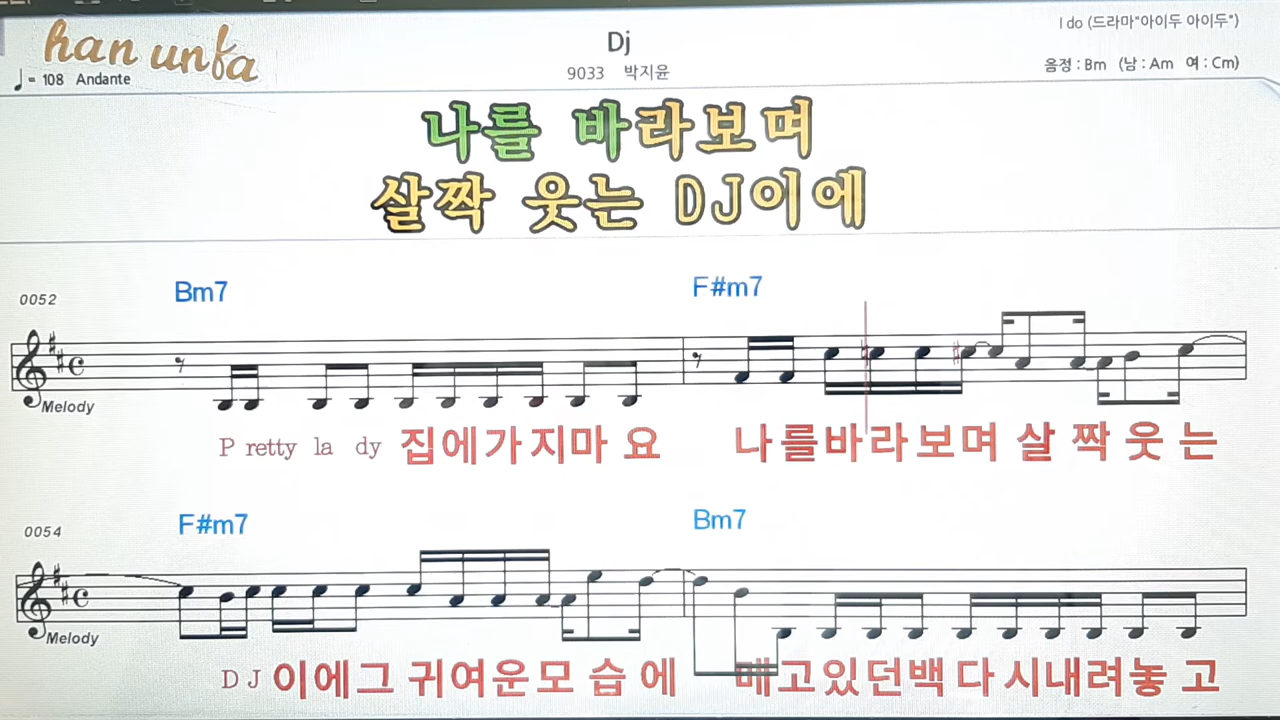 han unfa
Dj
I do (드라마"아이두 아이두")
♩= 108 Andante
9033 박지윤
음정 : Bm (남 : Am 여 : Cm)
나를 바라보며
살짝 웃는 DJ이에
0052 Bm7 F#m7
Melody
P retty la dy 집에가지마 요 나를바라보며 살 짝 웃 는
0054 F#m7 Bm7
Melody
D J 이에그 귀여운모 습 에 매고있던백 다 시내려놓 고